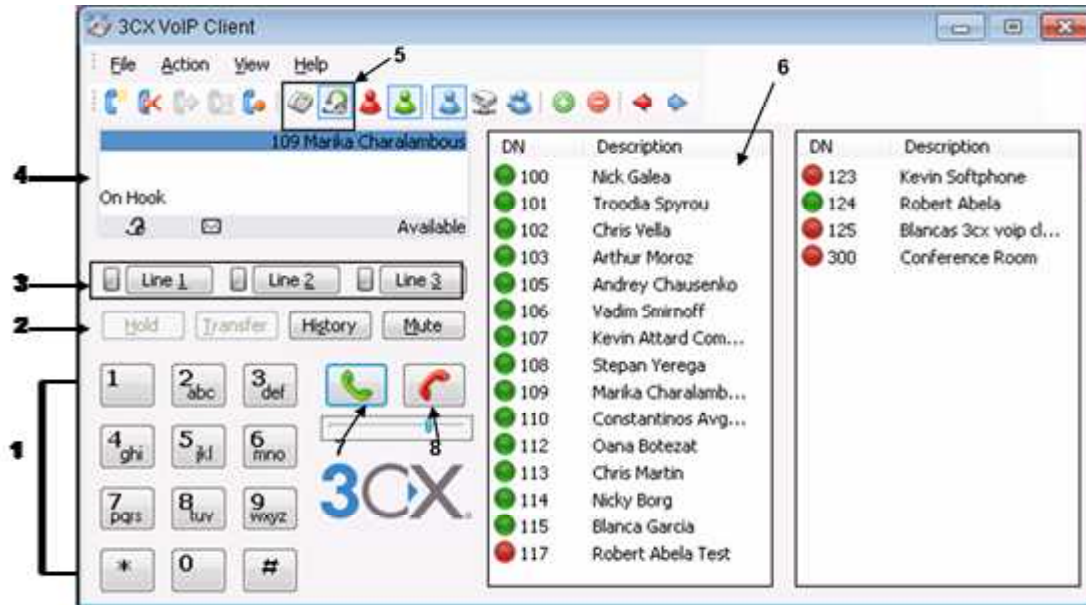 3CX VoIP Client
File Action View Help
5
6
109 Marika Charalambous
On Hook
Available
4
3
Line 1 Line 2 Line 3
2
Hold Transfer History Mute
1
1 2 abc 3 def
4 ghi 5 jkl 6 mno
7 pqrs 8 tuv 9 wxyz
* 0 #
7 8
3CX
DN Description
100 Nick Galea
101 Troodia Spyrou
102 Chris Vella
103 Arthur Moroz
105 Andrey Chausenko
106 Vadim Smirnoff
107 Kevin Attard Com...
108 Stepan Yerega
109 Marika Charalamb...
110 Constantinos Avg...
112 Oana Botezat
113 Chris Martin
114 Nicky Borg
115 Blanca Garcia
117 Robert Abela Test
DN Description
123 Kevin Softphone
124 Robert Abela
125 Blancas 3cx voip cl...
300 Conference Room